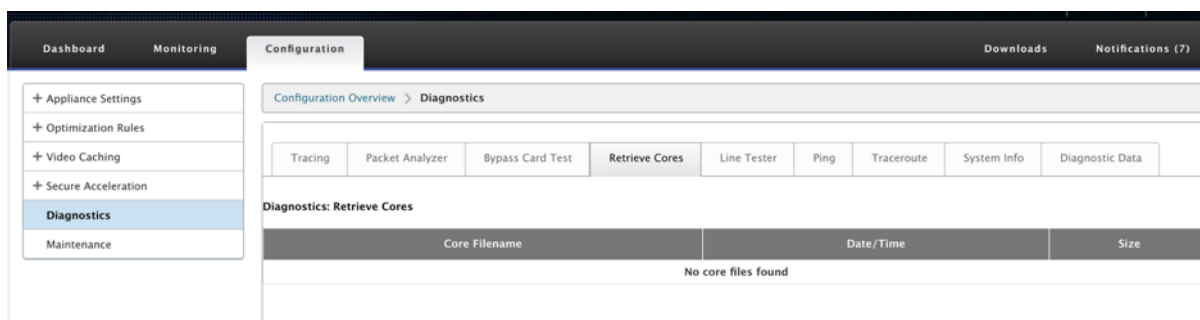 Dashboard Monitoring Configuration Downloads Notifications (7)
+ Appliance Settings
+ Optimization Rules
+ Video Caching
+ Secure Acceleration
Diagnostics
Maintenance
Configuration Overview > Diagnostics
Tracing Packet Analyzer Bypass Card Test Retrieve Cores Line Tester Ping Traceroute System Info Diagnostic Data
Diagnostics: Retrieve Cores
Core Filename Date/Time Size
No core files found